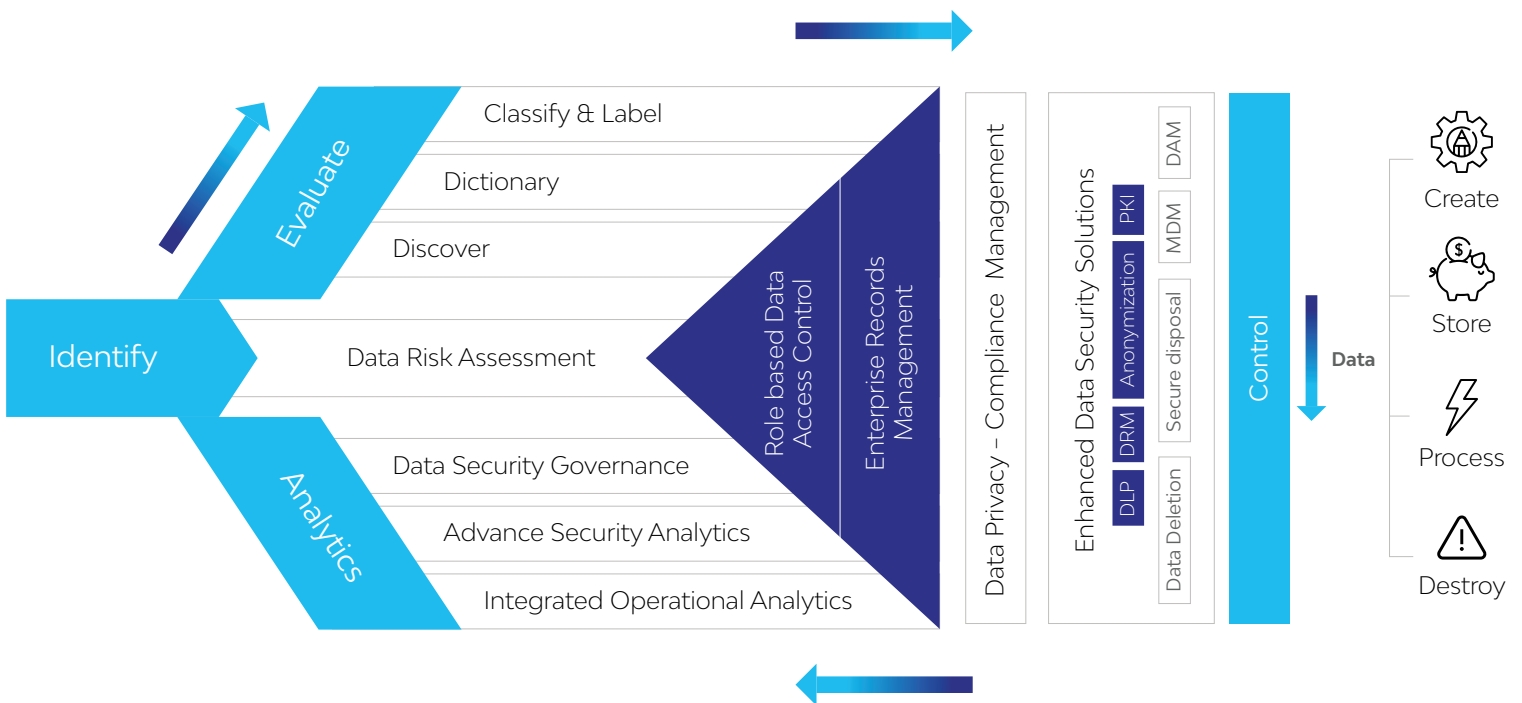 Identify
Evaluate
Analytics
Classify & Label
Dictionary
Discover
Data Risk Assessment
Data Security Governance
Advance Security Analytics
Integrated Operational Analytics
Role based Data
Access Control
Enterprise Records
Management
Data Privacy – Compliance Management
Enhanced Data Security Solutions
DLP
DRM
Anonymization
PKI
Data Deletion
Secure disposal
MDM
DAM
Control
Data
Create
$
Store
Process
!
Destroy